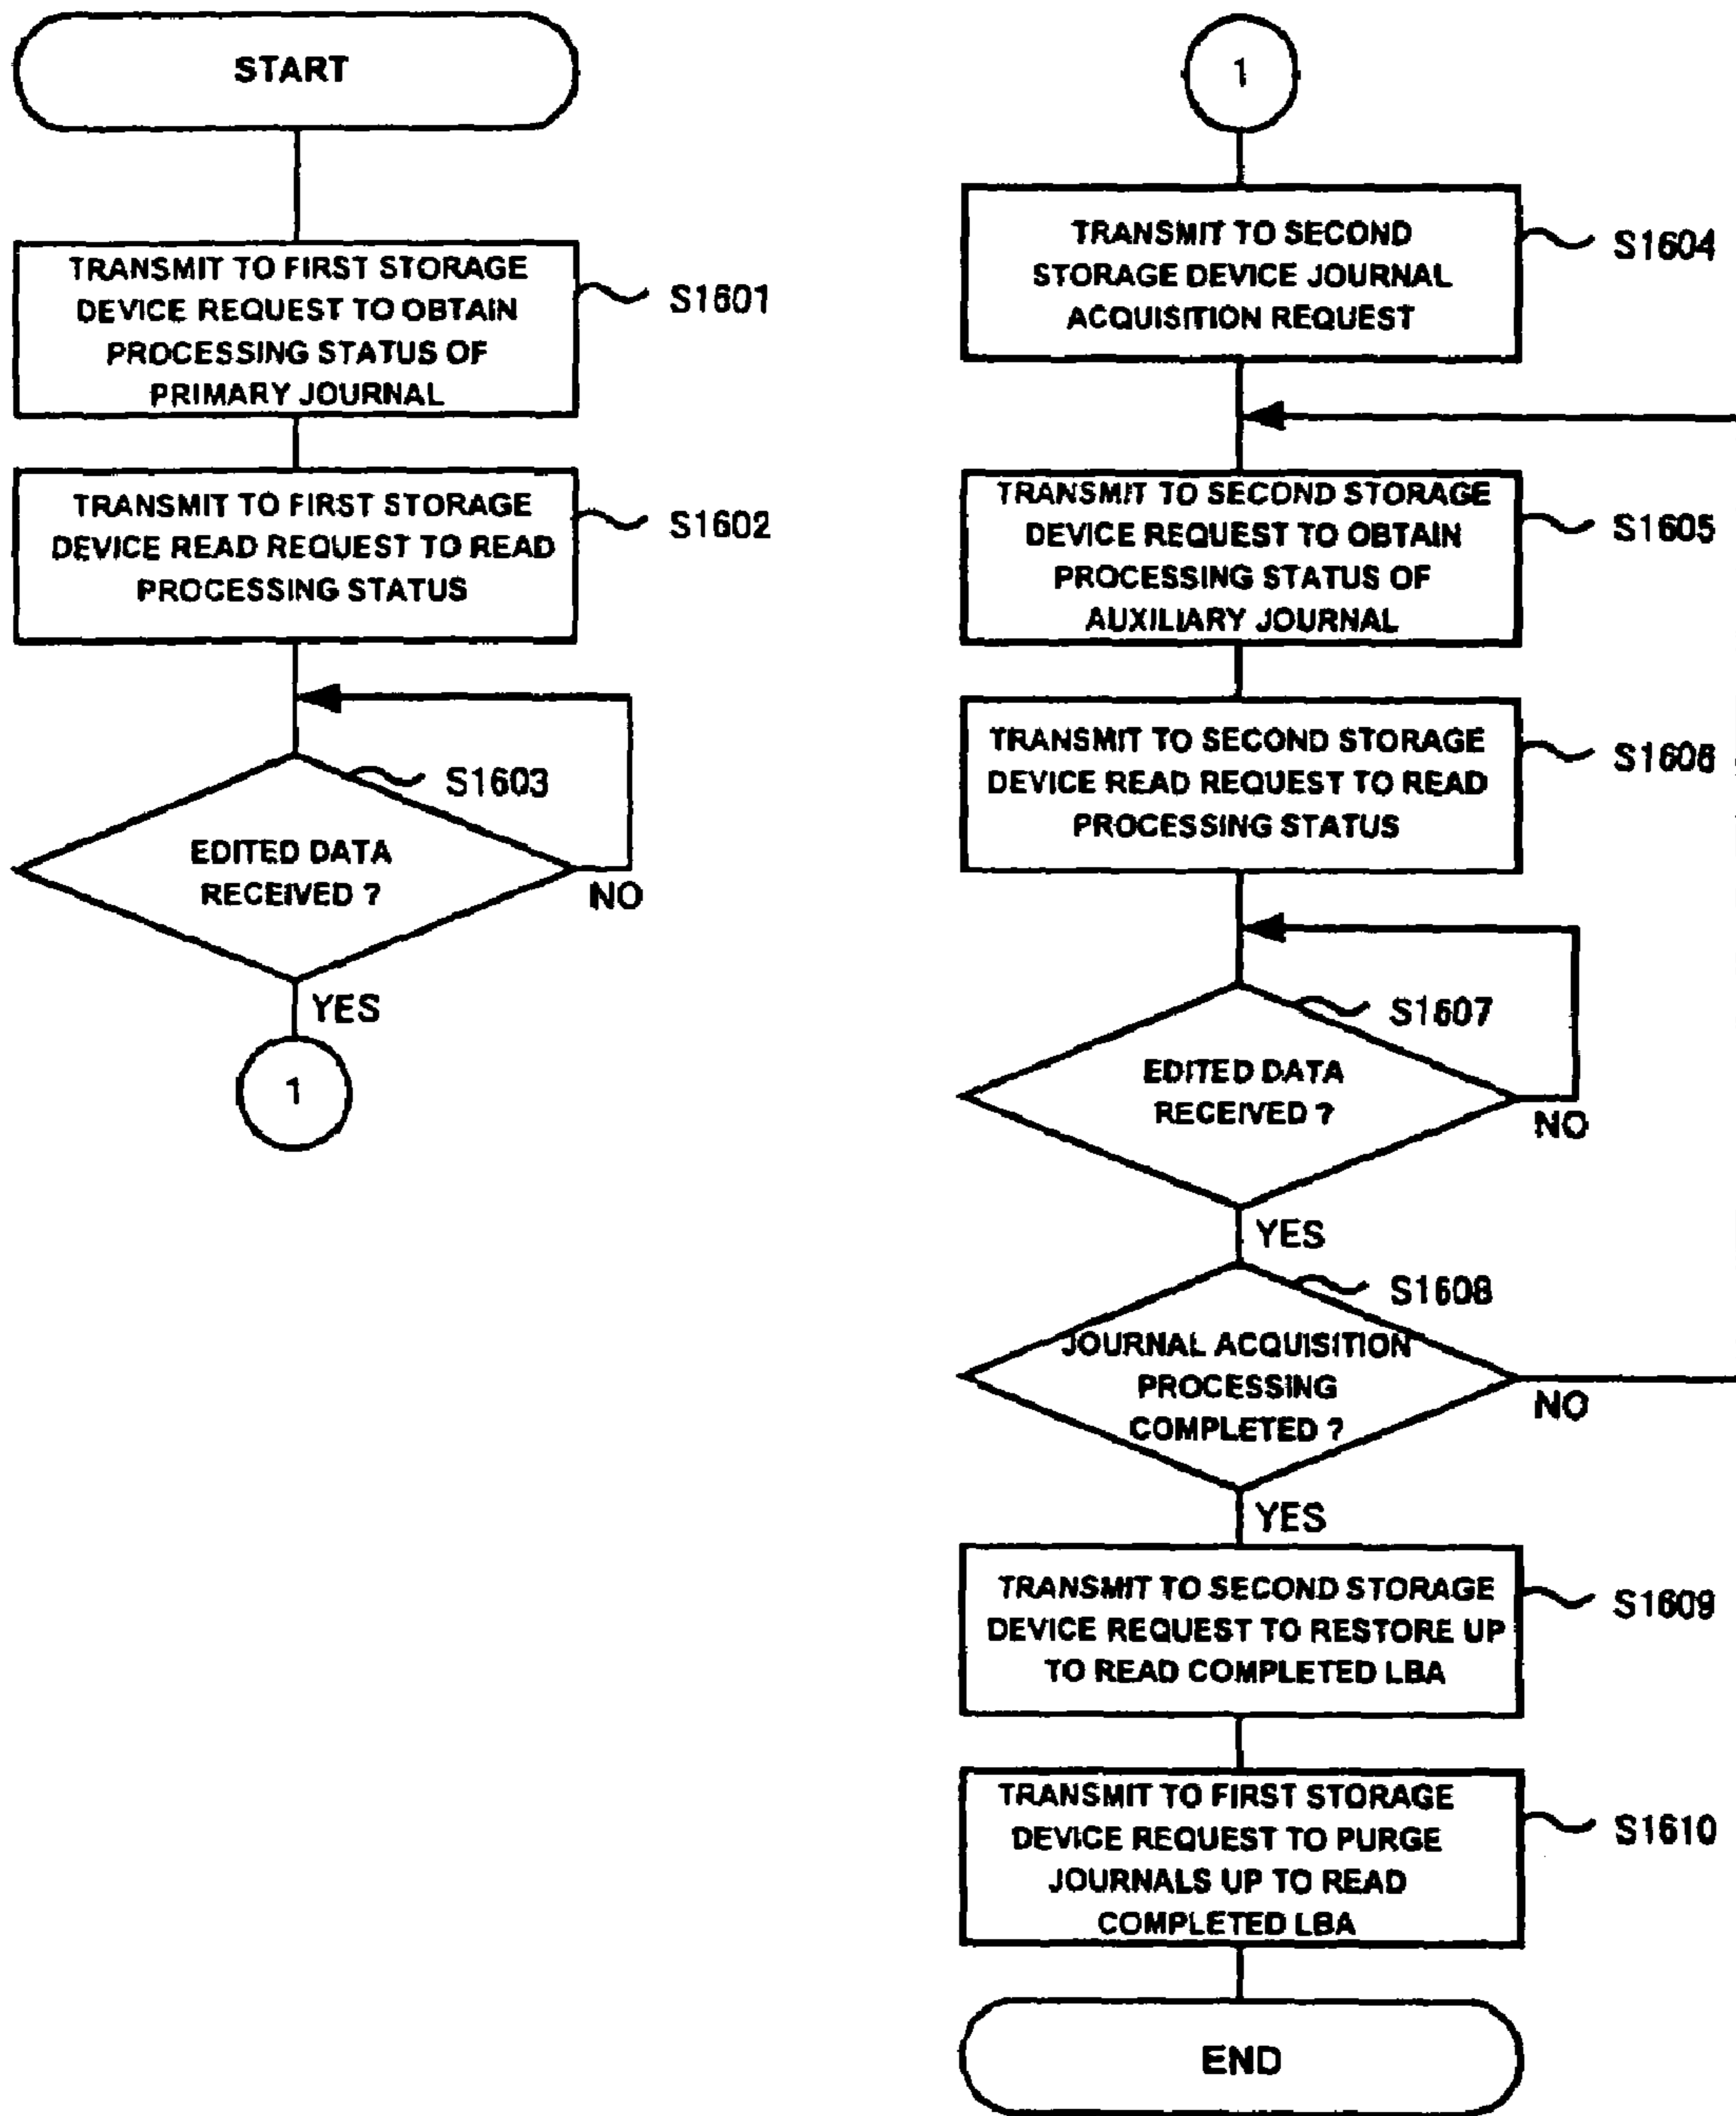 START
TRANSMIT TO FIRST STORAGE
DEVICE REQUEST TO OBTAIN
PROCESSING STATUS OF
PRIMARY JOURNAL
S1601
TRANSMIT TO FIRST STORAGE
DEVICE READ REQUEST TO READ
PROCESSING STATUS
S1602
S1603
EDITED DATA
RECEIVED ?
NO
YES
1
1
TRANSMIT TO SECOND
STORAGE DEVICE JOURNAL
ACQUISITION REQUEST
S1604
TRANSMIT TO SECOND STORAGE
DEVICE REQUEST TO OBTAIN
PROCESSING STATUS OF
AUXILIARY JOURNAL
S1605
TRANSMIT TO SECOND STORAGE
DEVICE READ REQUEST TO READ
PROCESSING STATUS
S1606
S1607
EDITED DATA
RECEIVED ?
NO
YES
S1608
JOURNAL ACQUISITION
PROCESSING
COMPLETED ?
NO
YES
TRANSMIT TO SECOND STORAGE
DEVICE REQUEST TO RESTORE UP
TO READ COMPLETED LBA
S1609
TRANSMIT TO FIRST STORAGE
DEVICE REQUEST TO PURGE
JOURNALS UP TO READ
COMPLETED LBA
S1610
END